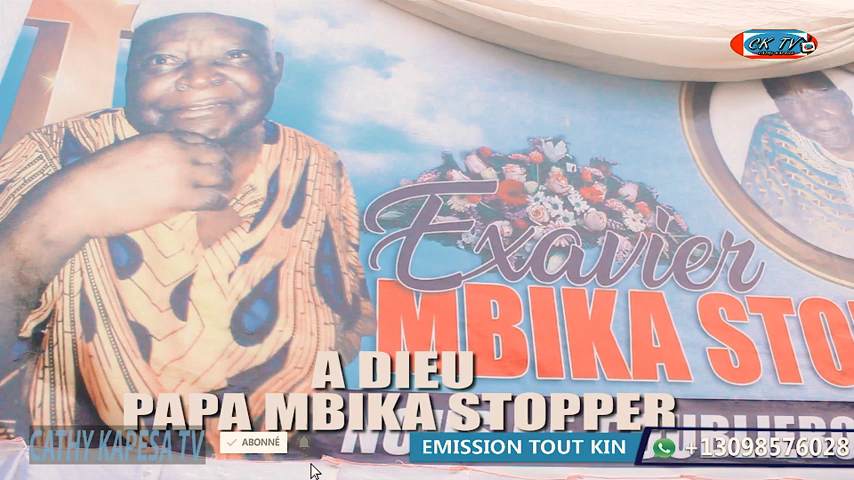 CK TV
Exavier
MBIKA STO
A DIEU
PAPA MBIKA STOPPER
CATHY KAPESA TV
ABONNÉ
EMISSION TOUT KIN
+13098576028